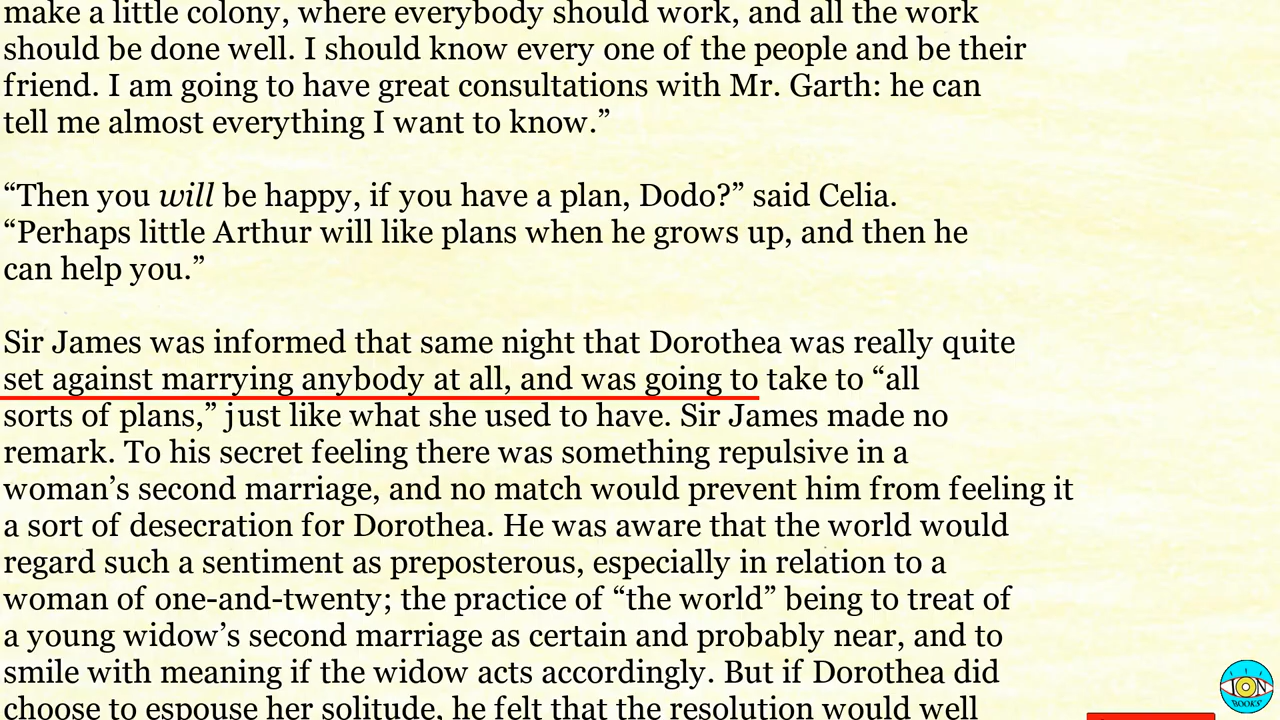 make a little colony, where everybody should work, and all the work
should be done well. I should know every one of the people and be their
friend. I am going to have great consultations with Mr. Garth: he can
tell me almost everything I want to know.”
“Then you will be happy, if you have a plan, Dodo?” said Celia.
“Perhaps little Arthur will like plans when he grows up, and then he
can help you.”
Sir James was informed that same night that Dorothea was really quite
set against marrying anybody at all, and was going to take to “all
sorts of plans,” just like what she used to have. Sir James made no
remark. To his secret feeling there was something repulsive in a
woman’s second marriage, and no match would prevent him from feeling it
a sort of desecration for Dorothea. He was aware that the world would
regard such a sentiment as preposterous, especially in relation to a
woman of one-and-twenty; the practice of “the world” being to treat of
a young widow’s second marriage as certain and probably near, and to
smile with meaning if the widow acts accordingly. But if Dorothea did
choose to espouse her solitude, he felt that the resolution would well
ION
BOOKS